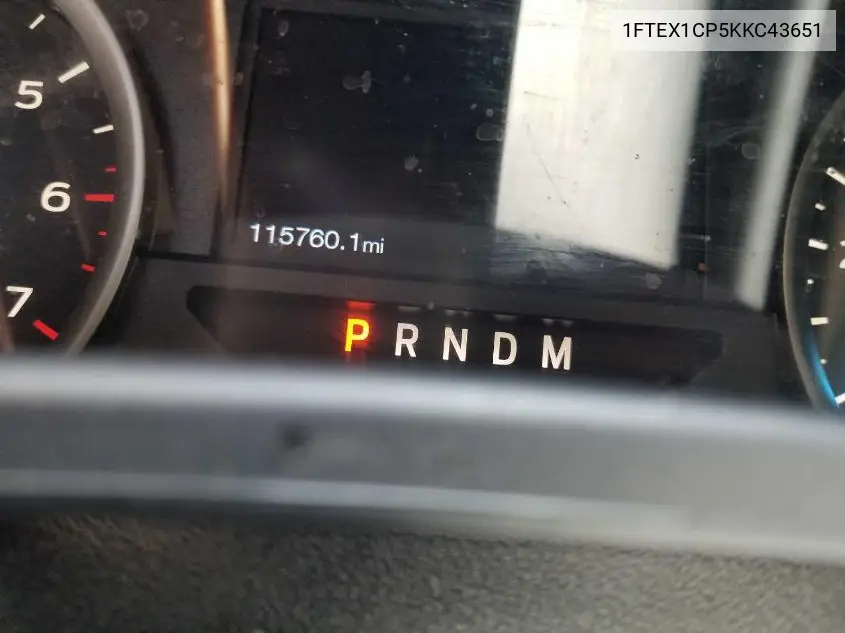 1FTEX1CP5KKC43651
5
6
7
115760.1mi
P R N D M